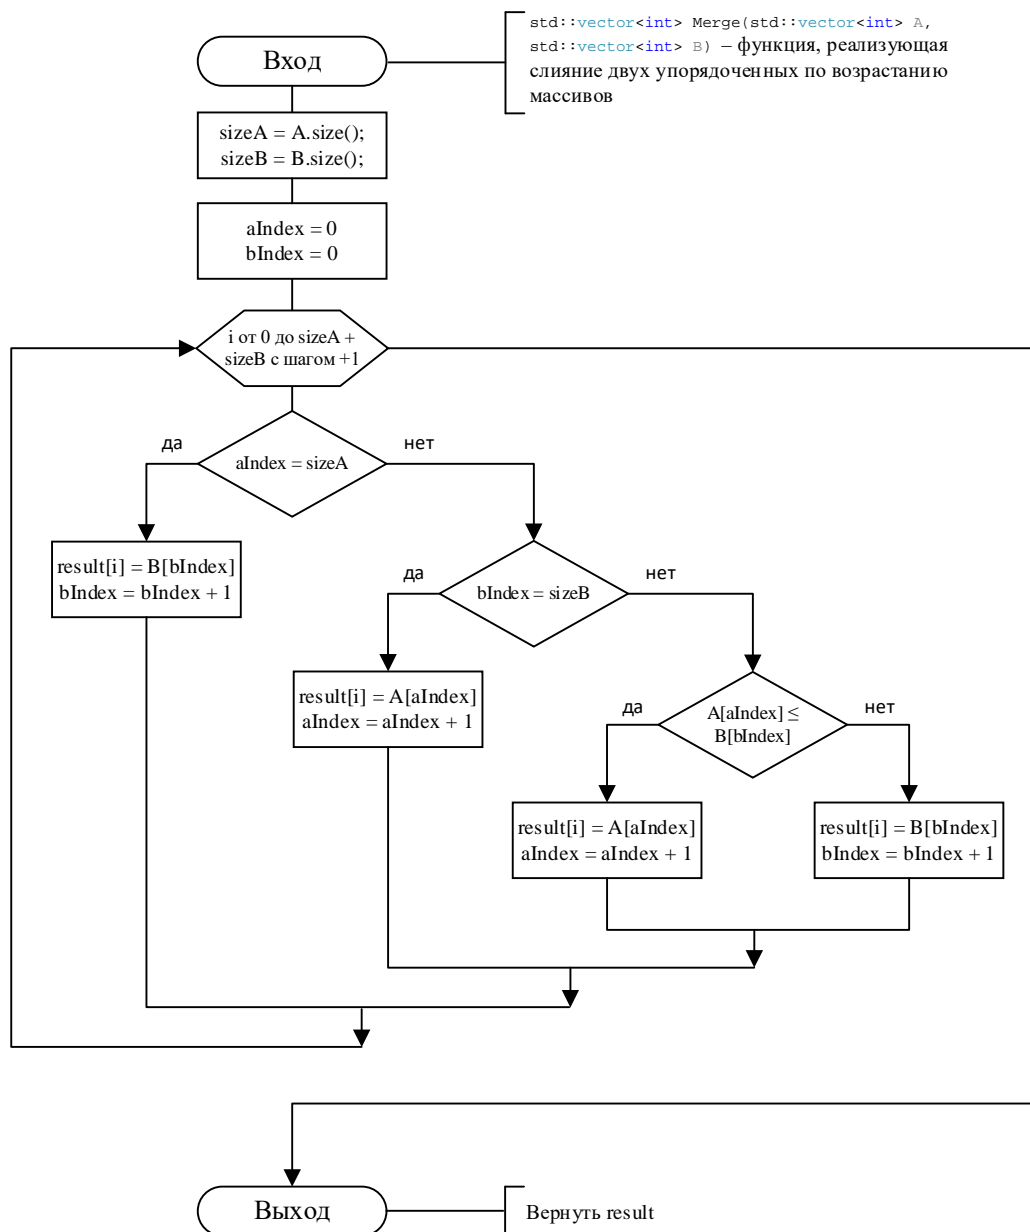 std::vector<int> Merge(std::vector<int> A,
std::vector<int> B) – функция, реализующая
слияние двух упорядоченных по возрастанию
массивов
Вход
sizeA = A.size();
sizeB = B.size();
aIndex = 0
bIndex = 0
i от 0 до sizeA +
sizeB с шагом +1
да
нет
aIndex = sizeA
result[i] = B[bIndex]
bIndex = bIndex + 1
да
нет
bIndex = sizeB
result[i] = A[aIndex]
aIndex = aIndex + 1
да
нет
A[aIndex] ≤
B[bIndex]
result[i] = A[aIndex]
aIndex = aIndex + 1
result[i] = B[bIndex]
bIndex = bIndex + 1
Выход
Вернуть result